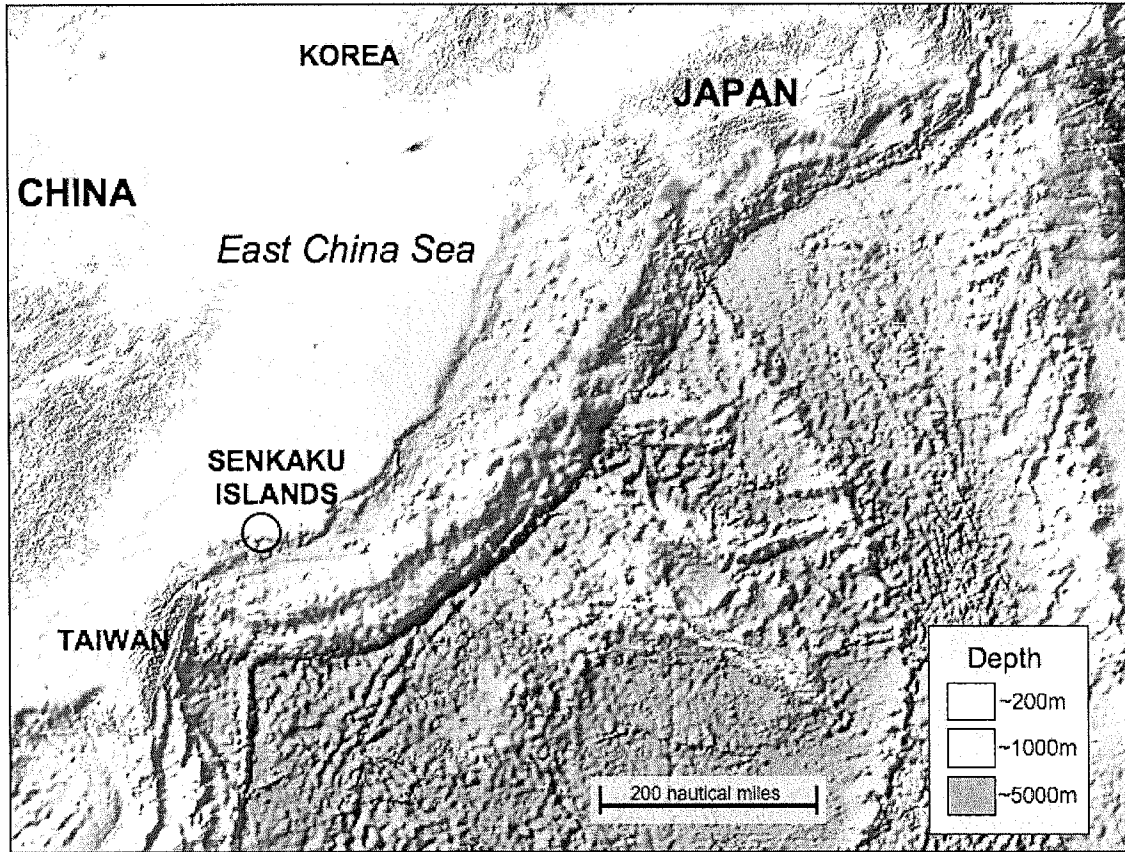 KOREA
JAPAN
CHINA
East China Sea
SENKAKU
ISLANDS
TAIWAN
Depth
~200m
~1000m
~5000m
200 nautical miles